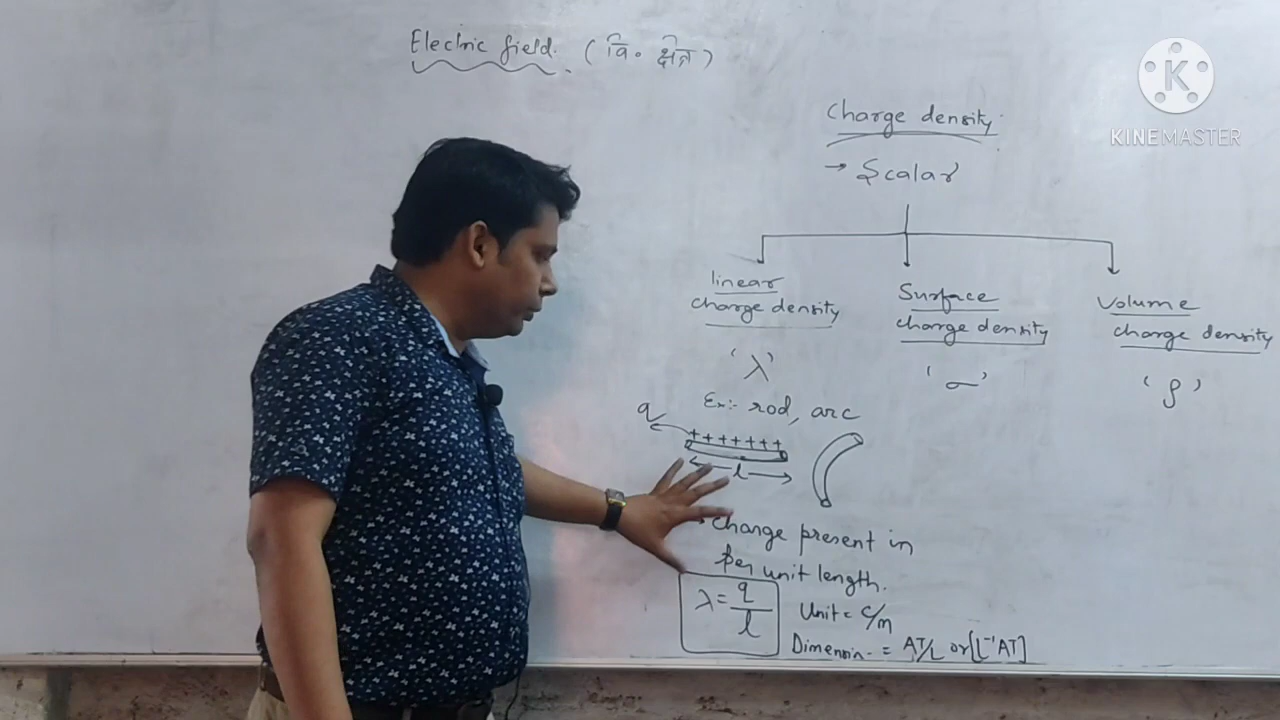 Electric field. (वि० क्षेत्र)
K
KINEMASTER
Charge density
→ Scalar
linear
charge density
Surface
charge density
Volume
charge density
'λ'
'σ'
'ρ'
Ex:- rod, arc
q
+ + + + + + +
l
→ Charge present in
per unit length.
λ = q/l
Unit = C/m
Dimension = AT/L or [L⁻¹AT]